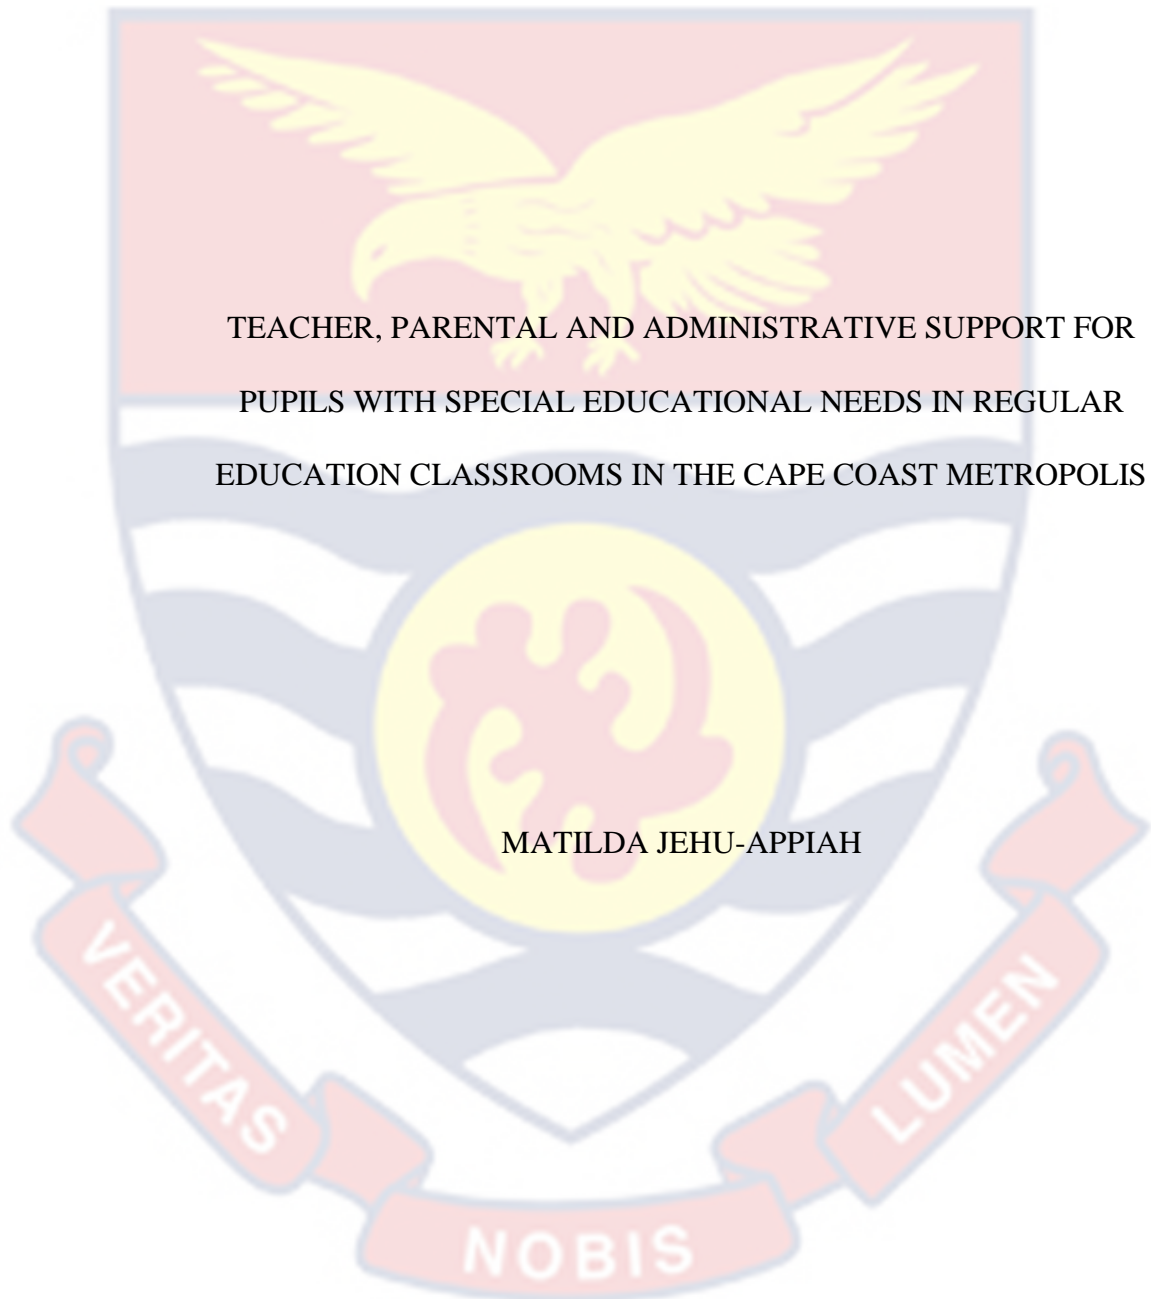 TEACHER, PARENTAL AND ADMINISTRATIVE SUPPORT FOR
PUPILS WITH SPECIAL EDUCATIONAL NEEDS IN REGULAR
EDUCATION CLASSROOMS IN THE CAPE COAST METROPOLIS
MATILDA JEHU-APPIAH
VERITAS
NOBIS
LUMEN